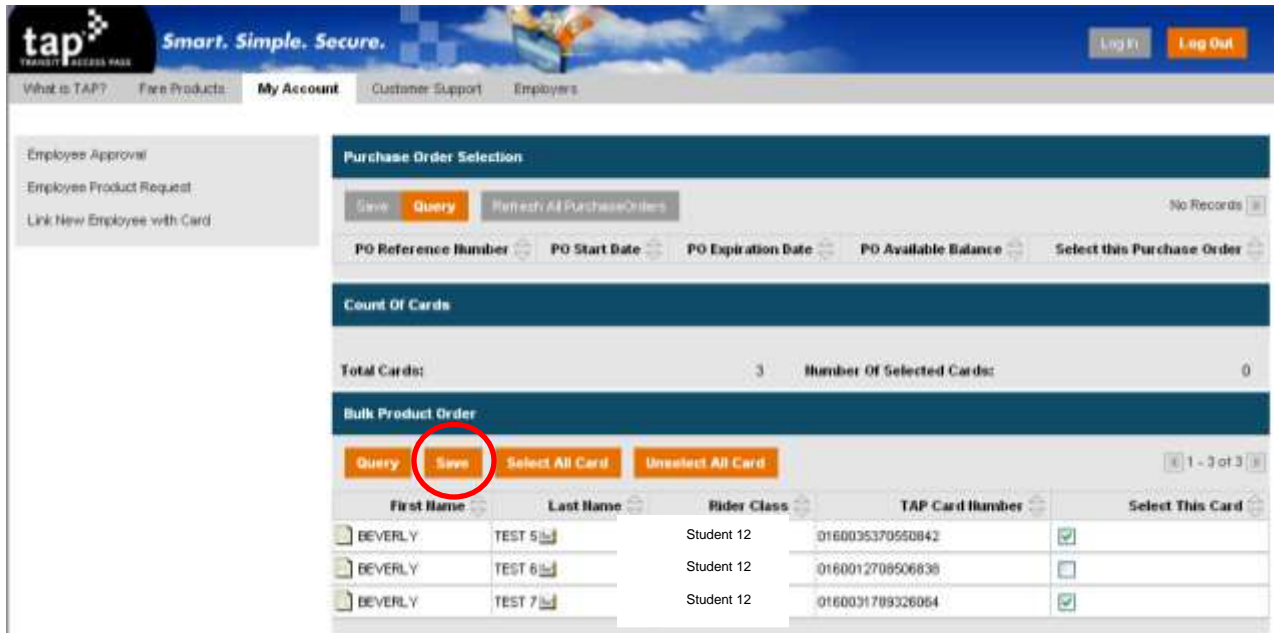 tap
TRANSIT ACCESS PASS
Smart. Simple. Secure.
Log In
Log Out
What is TAP? Fare Products My Account Customer Support Employers
Employee Approval
Employee Product Request
Link New Employee with Card
Purchase Order Selection
Save Query Refresh All PurchaseOrders No Records
PO Reference Number PO Start Date PO Expiration Date PO Available Balance Select this Purchase Order
Count Of Cards
Total Cards: 3 Number Of Selected Cards: 0
Bulk Product Order
Query Save Select All Card Unselect All Card 1 - 3 of 3
First Name Last Name Rider Class TAP Card Number Select This Card
BEVERLY TEST 5 Student 12 0160035370550842
BEVERLY TEST 6 Student 12 0160012708506838
BEVERLY TEST 7 Student 12 0160031789326064